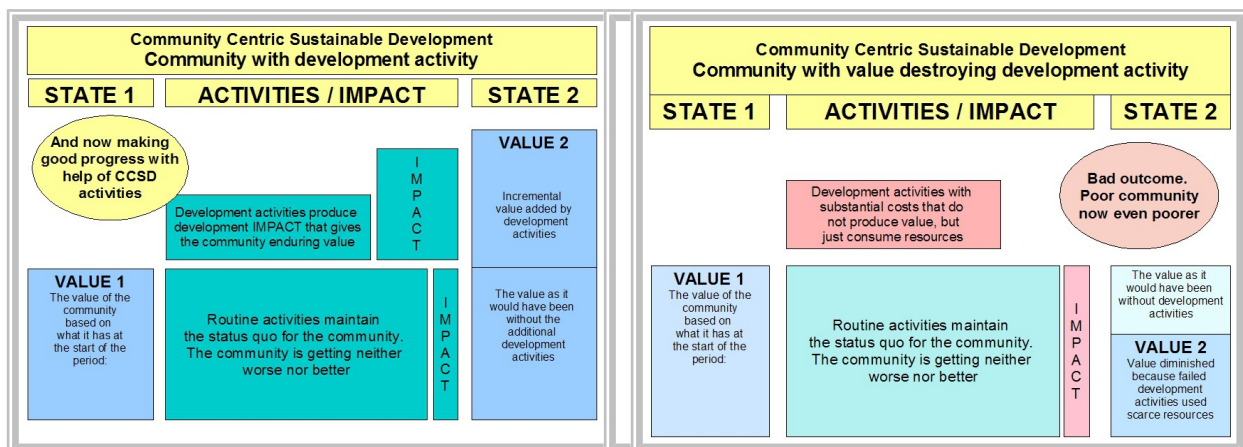 Community Centric Sustainable Development
Community with development activity
STATE 1
ACTIVITIES / IMPACT
STATE 2
And now making
good progress with
help of CCSD
activities
Development activities produce
development IMPACT that gives
the community enduring value
I
M
P
A
C
T
VALUE 2
Incremental
value added by
development
activities
VALUE 1
The value of the
community
based on
what it has at
the start of the
period:
Routine activities maintain
the status quo for the community.
The community is getting neither
worse nor better
I
M
P
A
C
T
The value as it
would have been
without the
additional
development
activities
Community Centric Sustainable Development
Community with value destroying development activity
STATE 1
ACTIVITIES / IMPACT
STATE 2
Development activities with
substantial costs that do
not produce value, but
just consume resources
Bad outcome.
Poor community
now even poorer
VALUE 1
The value of the
community
based on
what it has at
the start of the
period:
Routine activities maintain
the status quo for the community.
The community is getting neither
worse nor better
I
M
P
A
C
T
The value as it
would have been
without development
activities
VALUE 2
Value diminished
because failed
development
activities used
scarce resources